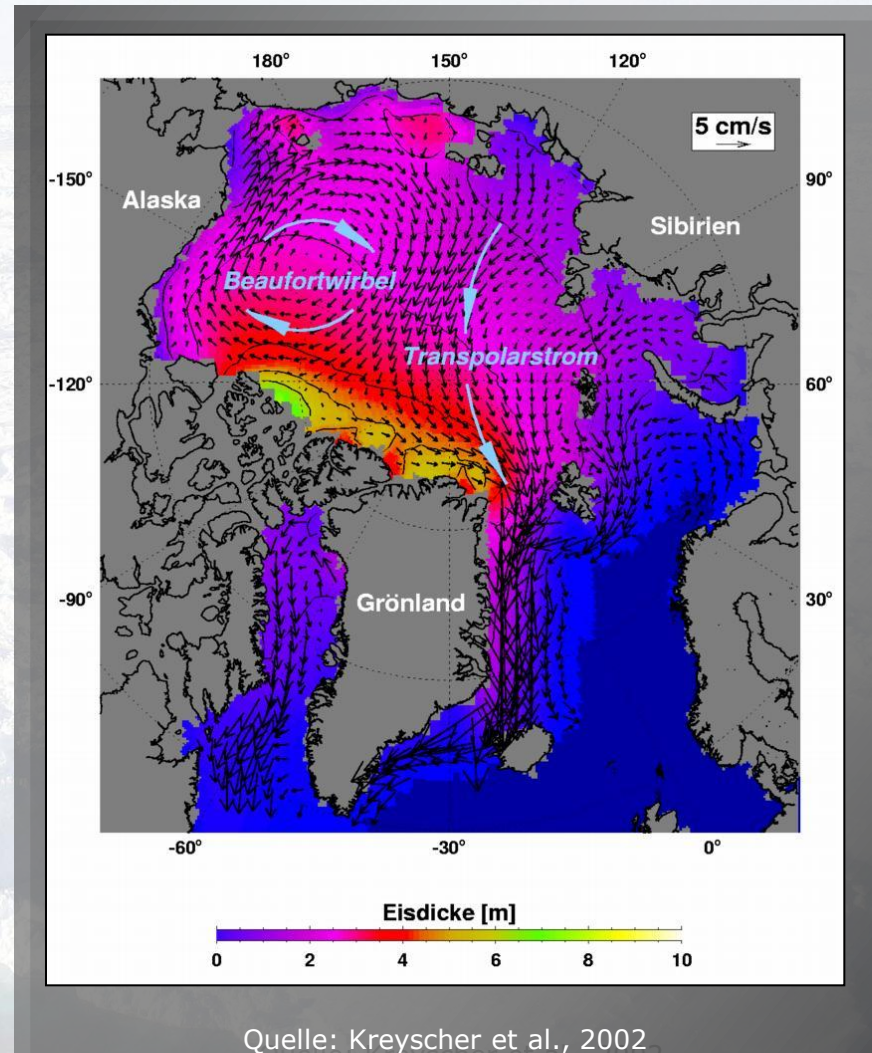 180°
150°
120°
5 cm/s
-150°
90°
Alaska
Sibirien
Beaufortwirbel
Transpolarstrom
-120°
60°
-90°
30°
Grönland
-60°
-30°
0°
Eisdicke [m]
0 2 4 6 8 10
Quelle: Kreyscher et al., 2002